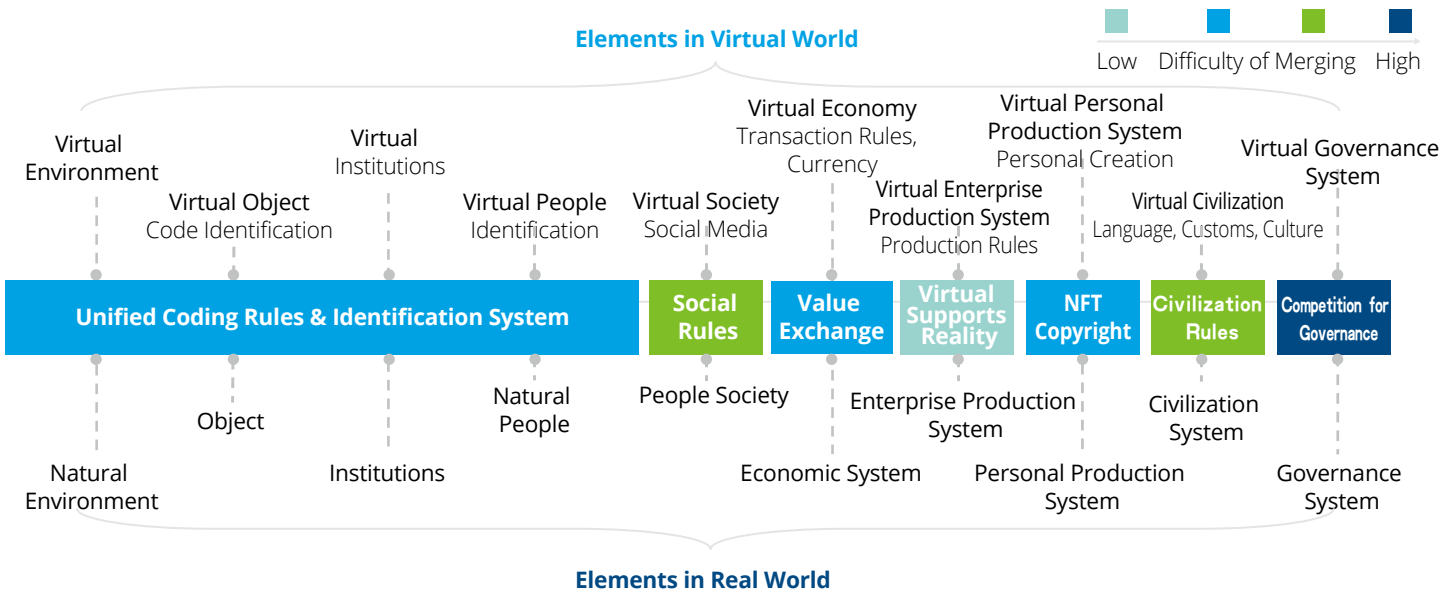 Elements in Virtual World
Low Difficulty of Merging High
Virtual
Environment
Virtual Object
Code Identification
Virtual
Institutions
Virtual People
Identification
Virtual Society
Social Media
Virtual Economy
Transaction Rules,
Currency
Virtual Enterprise
Production System
Production Rules
Virtual Personal
Production System
Personal Creation
Virtual Civilization
Language, Customs, Culture
Virtual Governance
System
Unified Coding Rules & Identification System
Social
Rules
Value
Exchange
Virtual
Supports
Reality
NFT
Copyright
Civilization
Rules
Competition for
Governance
Natural
Environment
Object
Institutions
Natural
People
People Society
Economic System
Enterprise Production
System
Personal Production
System
Civilization
System
Governance
System
Elements in Real World